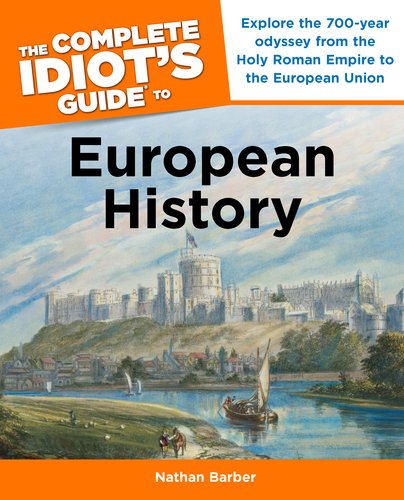 THE COMPLETE
IDIOT'S
GUIDE® TO
Explore the 700-year
odyssey from the
Holy Roman Empire to
the European Union
European
History
Nathan Barber